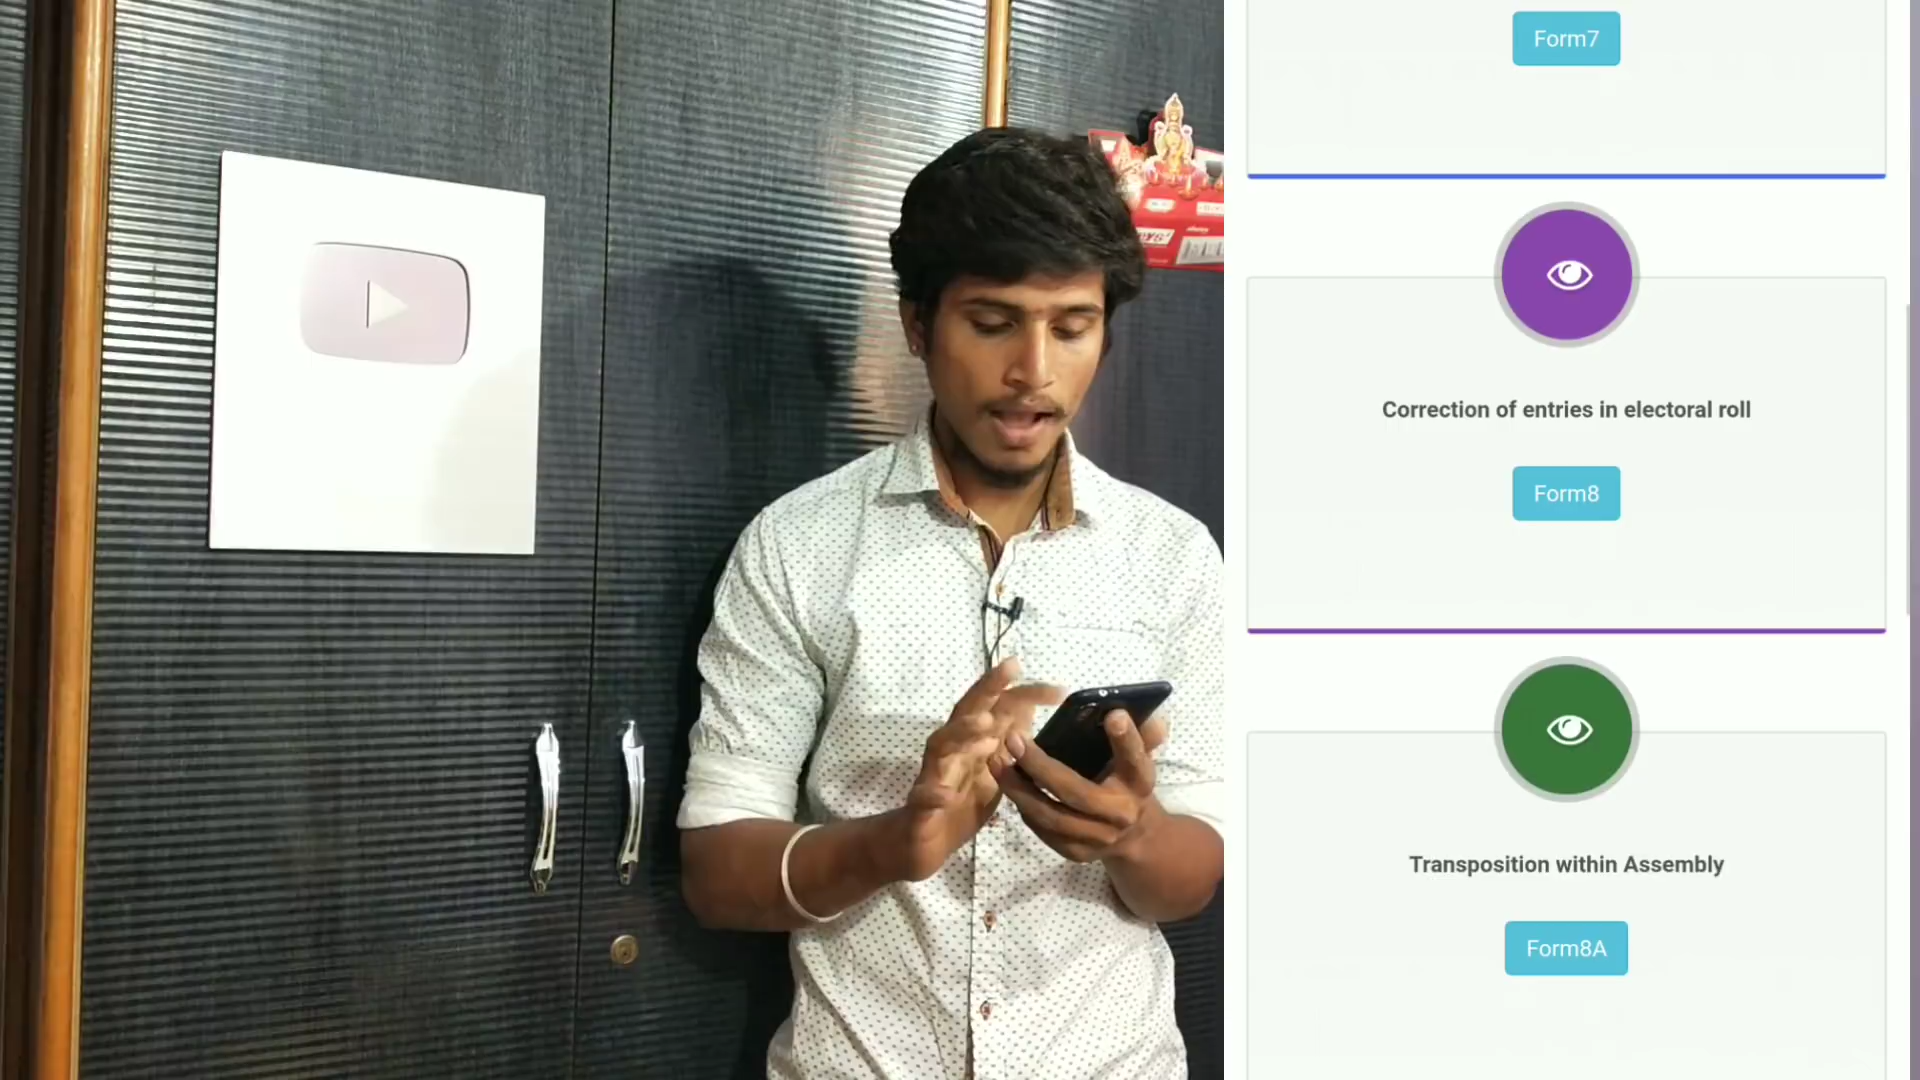 Form7
Correction of entries in electoral roll
Form8
Transposition within Assembly
Form8A